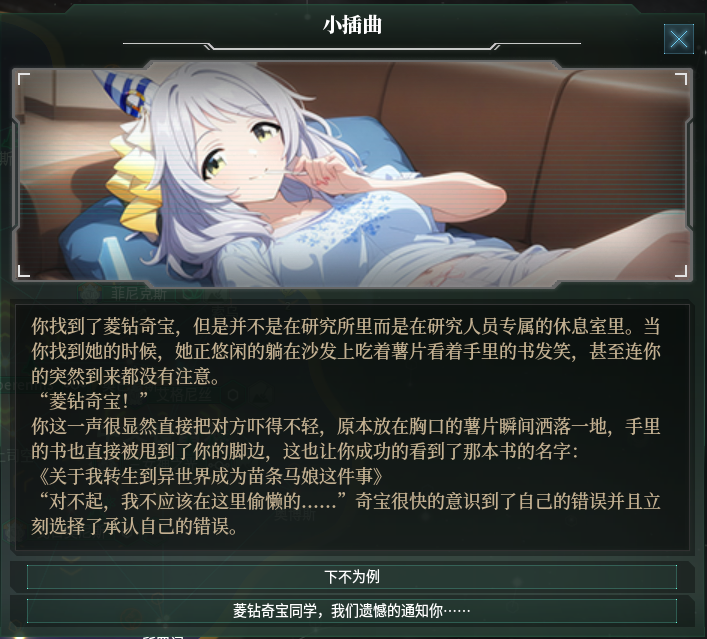 小插曲
菲尼克斯
你找到了菱钻奇宝，但是并不是在研究所里而是在研究人员专属的休息室里。当
你找到她的时候，她正悠闲的躺在沙发上吃着薯片看着手里的书发笑，甚至连你
的突然到来都没有注意。
“菱钻奇宝！”
你这一声很显然直接把对方吓得不轻，原本放在胸口的薯片瞬间洒落一地，手里
的书也直接被甩到了你的脚边，这也让你成功的看到了那本书的名字：
《关于我转生到异世界成为苗条马娘这件事》
“对不起，我不应该在这里偷懒的……”奇宝很快的意识到了自己的错误并且立
刻选择了承认自己的错误。
下不为例
菱钻奇宝同学，我们遗憾的通知你……